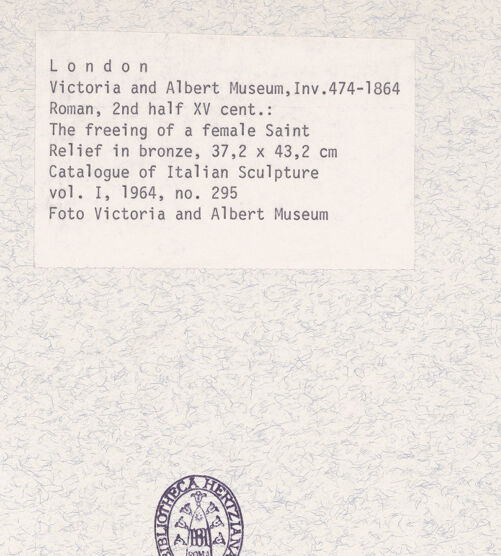 London
Victoria and Albert Museum,Inv.474-1864
Roman, 2nd half XV cent.:
The freeing of a female Saint
Relief in bronze, 37,2 x 43,2 cm
Catalogue of Italian Sculpture
vol. I, 1964, no. 295
Foto Victoria and Albert Museum
BIBLIOTHECA HERTZIANA
ROMA